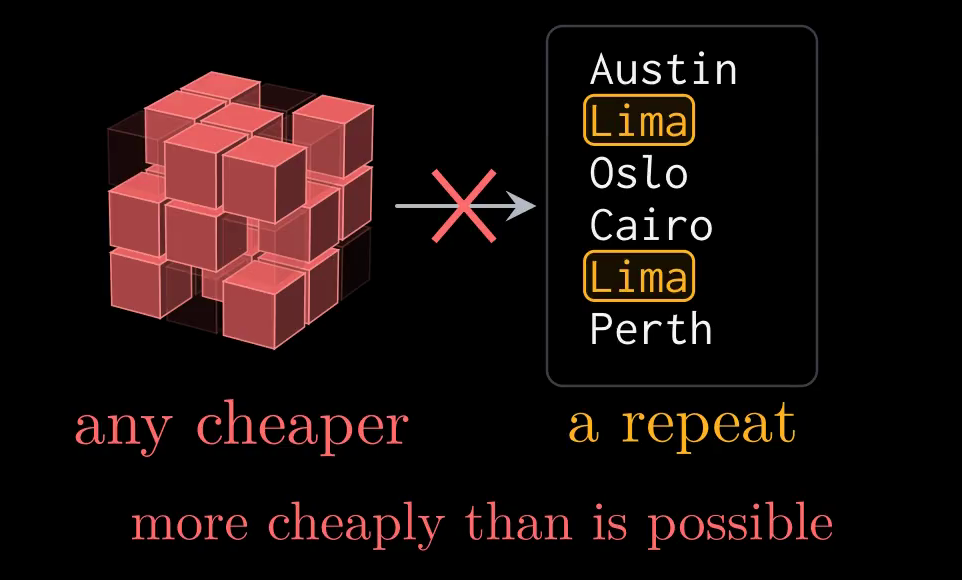 Austin
Lima
Oslo
Cairo
Lima
Perth
any cheaper
a repeat
more cheaply than is possible